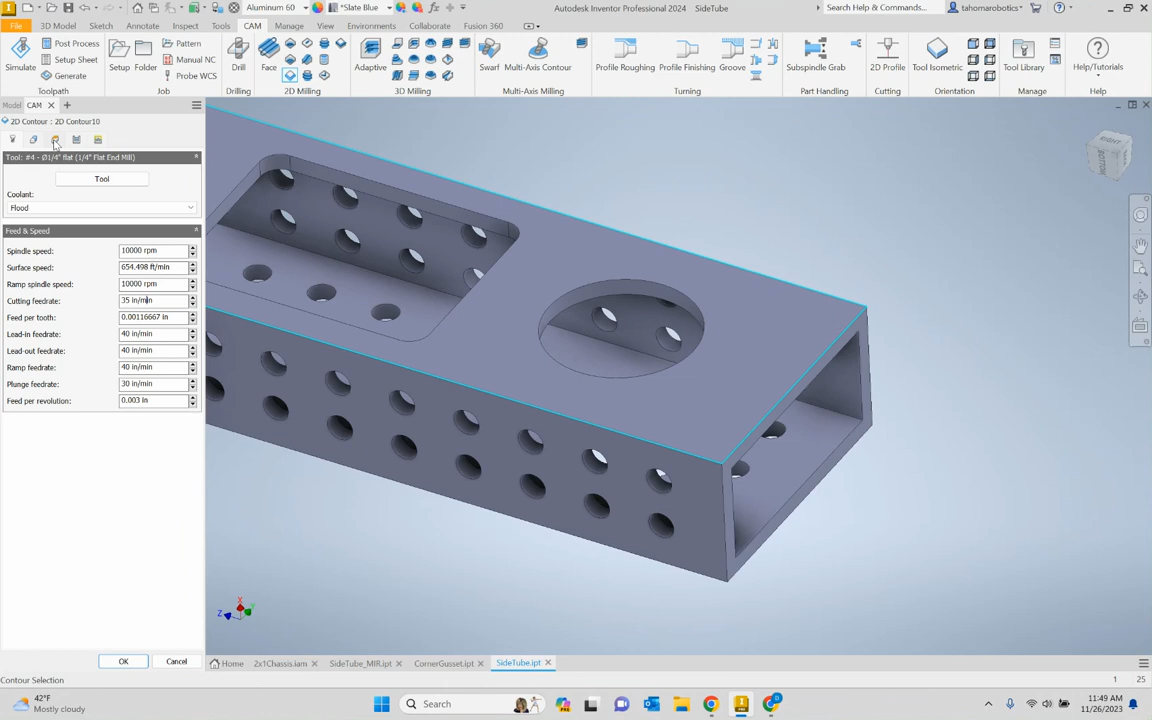 Aluminum 60
*Slate Blue
Autodesk Inventor Professional 2024
SideTube
Search Help & Commands...
tahomarobotics
File
3D Model
Sketch
Annotate
Inspect
Tools
CAM
Manage
View
Environments
Collaborate
Fusion 360
Simulate
Post Process
Setup Sheet
Generate
Toolpath
Setup
Folder
Pattern
Manual NC
Probe WCS
Job
Drill
Drilling
Face
2D Milling
Adaptive
3D Milling
Swarf
Multi-Axis Contour
Multi-Axis Milling
Profile Roughing
Profile Finishing
Groove
Turning
Subspindle Grab
Part Handling
2D Profile
Cutting
Tool Isometric
Orientation
Tool Library
Manage
Help/Tutorials
Help
Model
CAM
2D Contour : 2D Contour10
Tool: #4 - Ø1/4" flat (1/4" Flat End Mill)
Tool
Coolant:
Flood
Feed & Speed
Spindle speed: 10000 rpm
Surface speed: 654.498 ft/min
Ramp spindle speed: 10000 rpm
Cutting feedrate: 35 in/min
Feed per tooth: 0.00116667 in
Lead-in feedrate: 40 in/min
Lead-out feedrate: 40 in/min
Ramp feedrate: 40 in/min
Plunge feedrate: 30 in/min
Feed per revolution: 0.003 in
OK
Cancel
RIGHT
BOTTOM
X
Y
Z
Home
2x1Chassis.iam
SideTube_MIR.ipt
CornerGusset.ipt
SideTube.ipt
Contour Selection
1
25
42°F
Mostly cloudy
Search
11:49 AM
11/26/2023